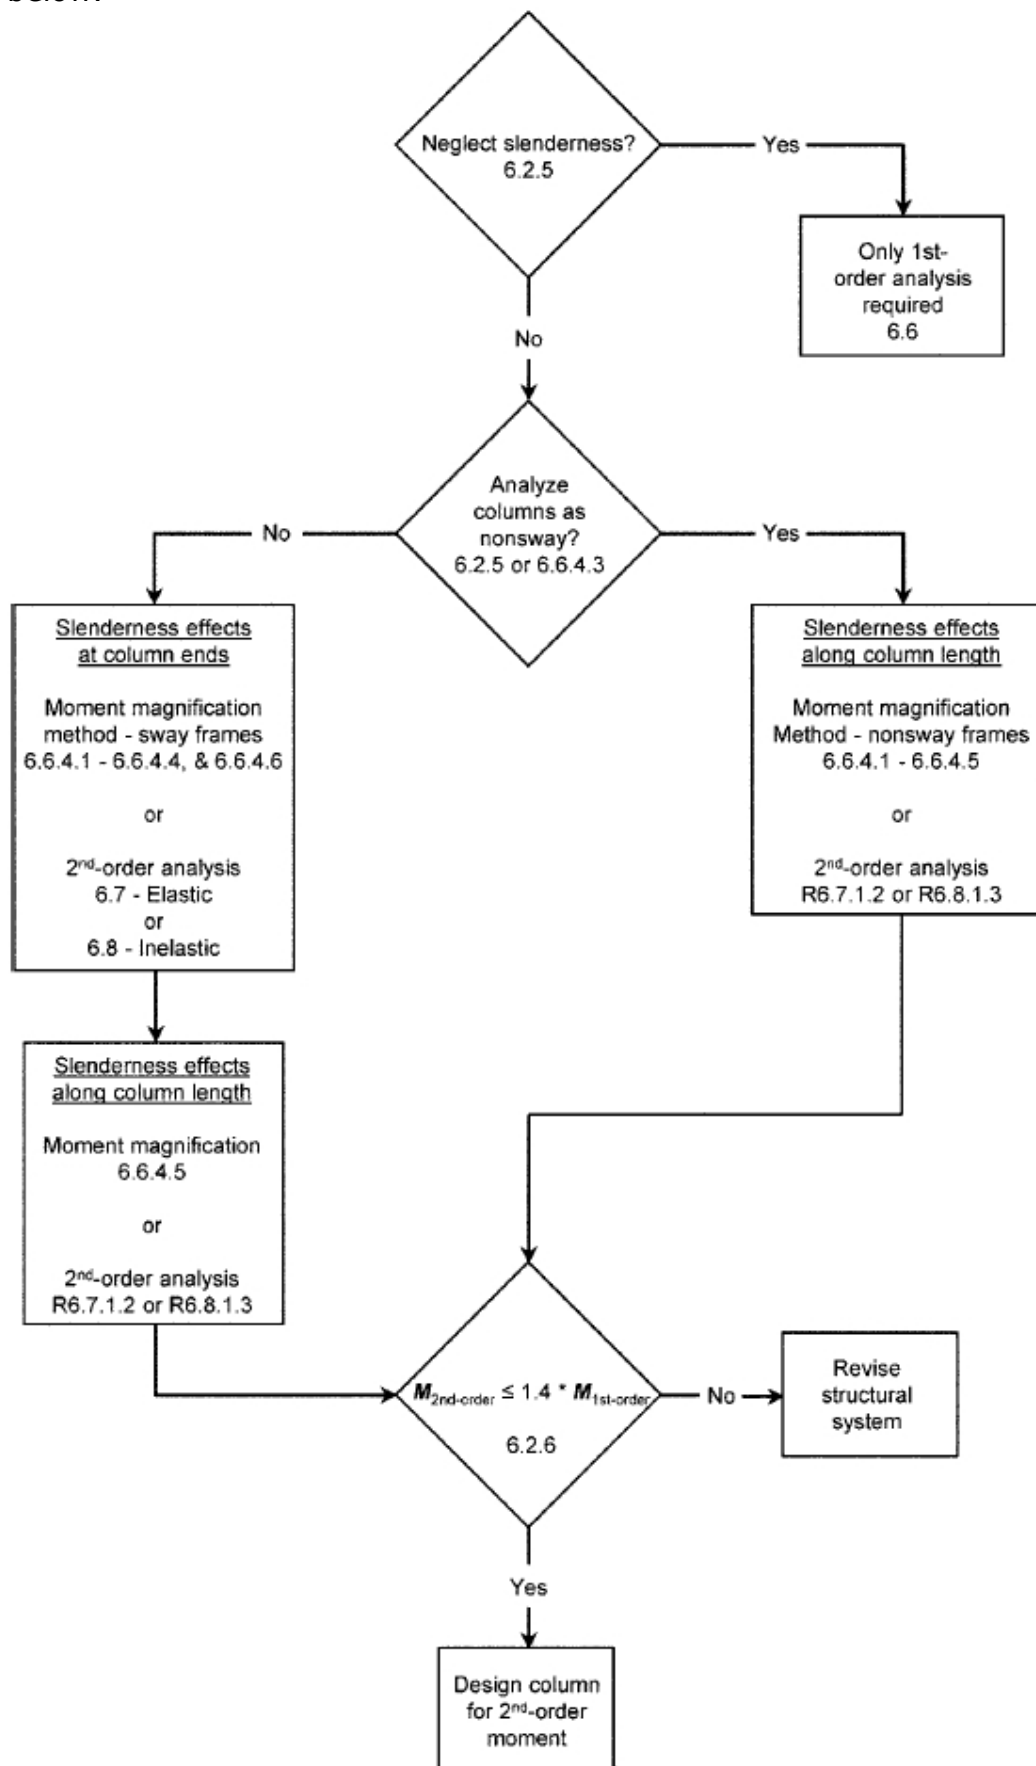 below.
Neglect slenderness?
6.2.5
Yes
Only 1st-
order analysis
required
6.6
No
Analyze
columns as
nonsway?
6.2.5 or 6.6.4.3
No
Yes
Slenderness effects
at column ends
Moment magnification
method - sway frames
6.6.4.1 - 6.6.4.4, & 6.6.4.6
or
2nd-order analysis
6.7 - Elastic
or
6.8 - Inelastic
Slenderness effects
along column length
Moment magnification
Method - nonsway frames
6.6.4.1 - 6.6.4.5
or
2nd-order analysis
R6.7.1.2 or R6.8.1.3
Slenderness effects
along column length
Moment magnification
6.6.4.5
or
2nd-order analysis
R6.7.1.2 or R6.8.1.3
M2nd-order ≤ 1.4 * M1st-order
6.2.6
No
Revise
structural
system
Yes
Design column
for 2nd-order
moment